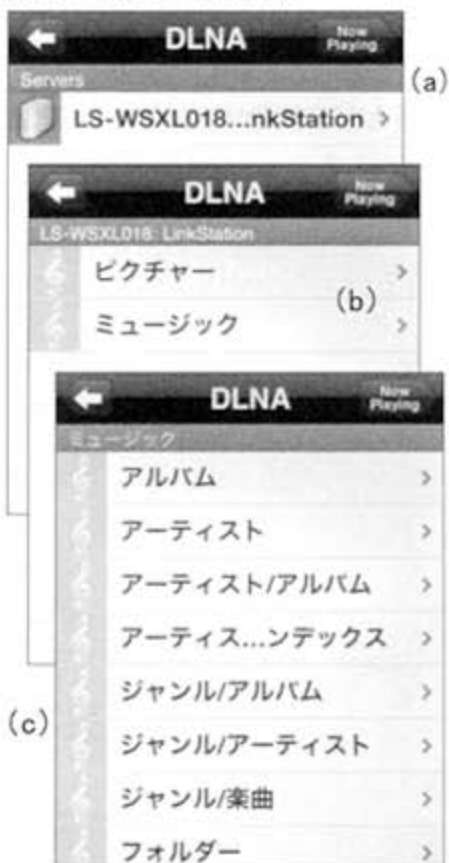 DLNA
Now Playing
Servers
(a)
LS-WSXL018...nkStation
DLNA
Now Playing
LS-WSXL018: LinkStation
ピクチャー
(b)
ミュージック
DLNA
Now Playing
ミュージック
アルバム
アーティスト
アーティスト/アルバム
アーティス...ンデックス
ジャンル/アルバム
(c)
ジャンル/アーティスト
ジャンル/楽曲
フォルダー